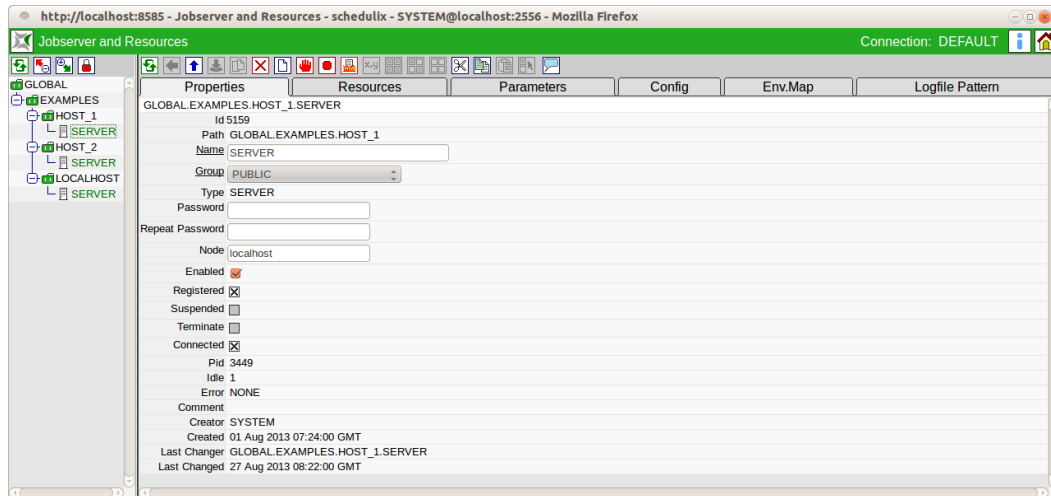 http://localhost:8585 - Jobserver and Resources - schedulix - SYSTEM@localhost:2556 - Mozilla Firefox
Jobserver and Resources
Connection: DEFAULT
GLOBAL
EXAMPLES
HOST_1
SERVER
HOST_2
SERVER
LOCALHOST
SERVER
x,y
Properties Resources Parameters Config Env.Map Logfile Pattern
GLOBAL.EXAMPLES.HOST_1.SERVER
Id 5159
Path GLOBAL.EXAMPLES.HOST_1
Name SERVER
Group PUBLIC
Type SERVER
Password
Repeat Password
Node localhost
Enabled
Registered
Suspended
Terminate
Connected
Pid 3449
Idle 1
Error NONE
Comment
Creator SYSTEM
Created 01 Aug 2013 07:24:00 GMT
Last Changer GLOBAL.EXAMPLES.HOST_1.SERVER
Last Changed 27 Aug 2013 08:22:00 GMT